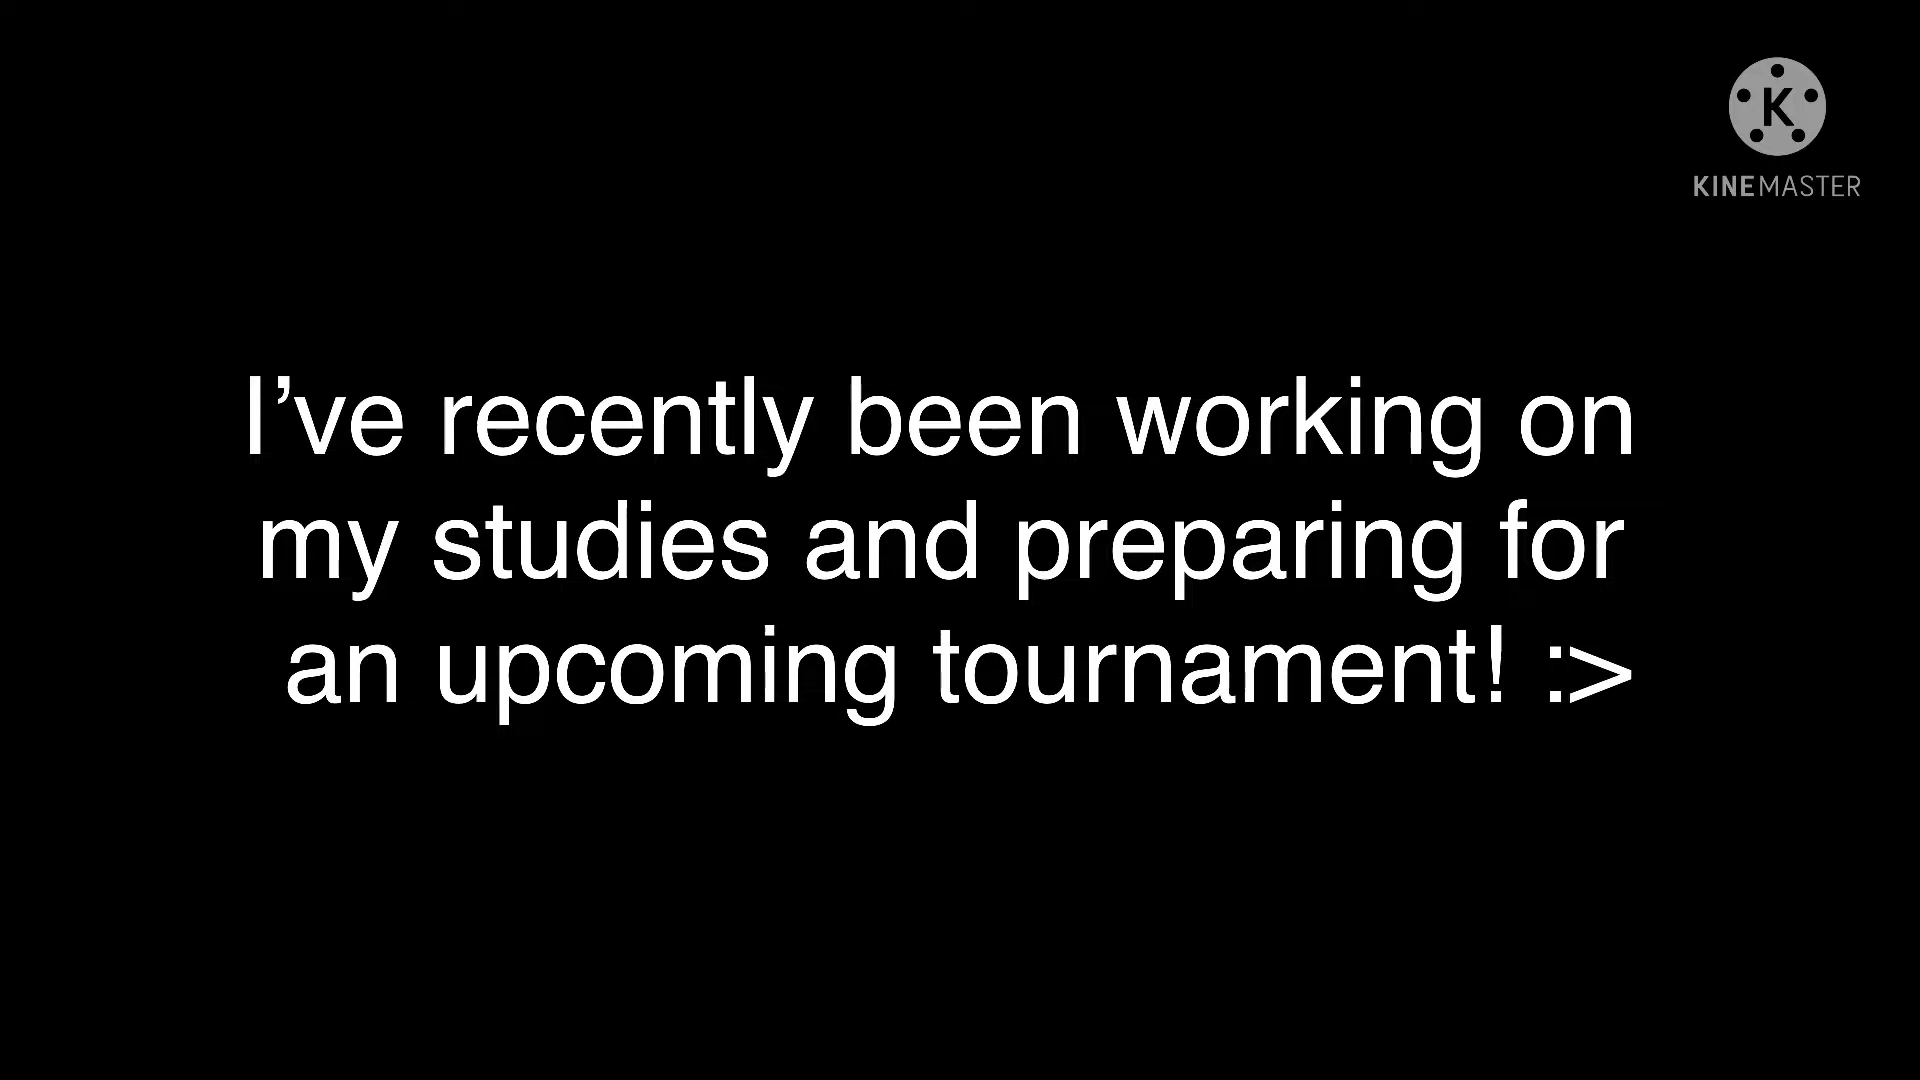 K
KINEMASTER
I’ve recently been working on
my studies and preparing for
an upcoming tournament! :>